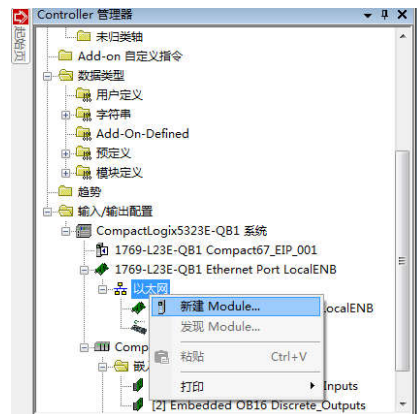 Controller 管理器
起始页
未归类轴
Add-on 自定义指令
数据类型
用户定义
字符串
Add-On-Defined
预定义
模块定义
趋势
输入/输出配置
CompactLogix5323E-QB1 系统
1769-L23E-QB1 Compact67_EIP_001
1769-L23E-QB1 Ethernet Port LocalENB
以太网
新建 Module...
ocalENB
发现 Module...
Comp
粘贴 Ctrl+V
嵌
打印
Inputs
[2] Embedded OB16 Discrete_Outputs